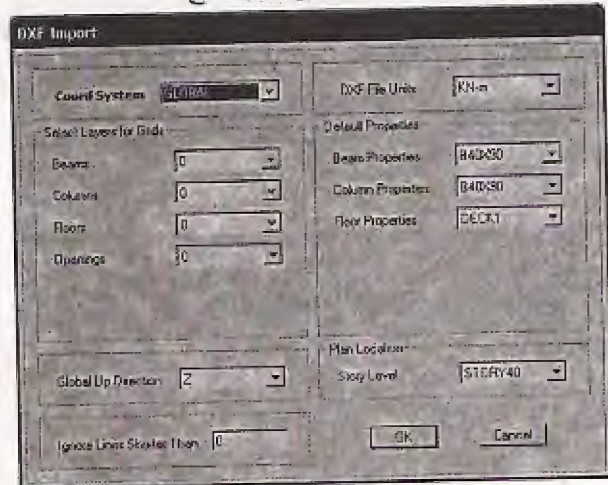 DXF Import
Coord System GLOBAL
DXF File Units KN-m
Select Layers for Grids
Beams 0
Columns 0
Floors 0
Openings 0
Default Properties
Beam Properties B40X90
Column Properties B40X90
Floor Properties DECK1
Global Up Direction Z
Plan Location
Story Level STORY40
Ignore Lines Shorter Than 0
OK
Cancel